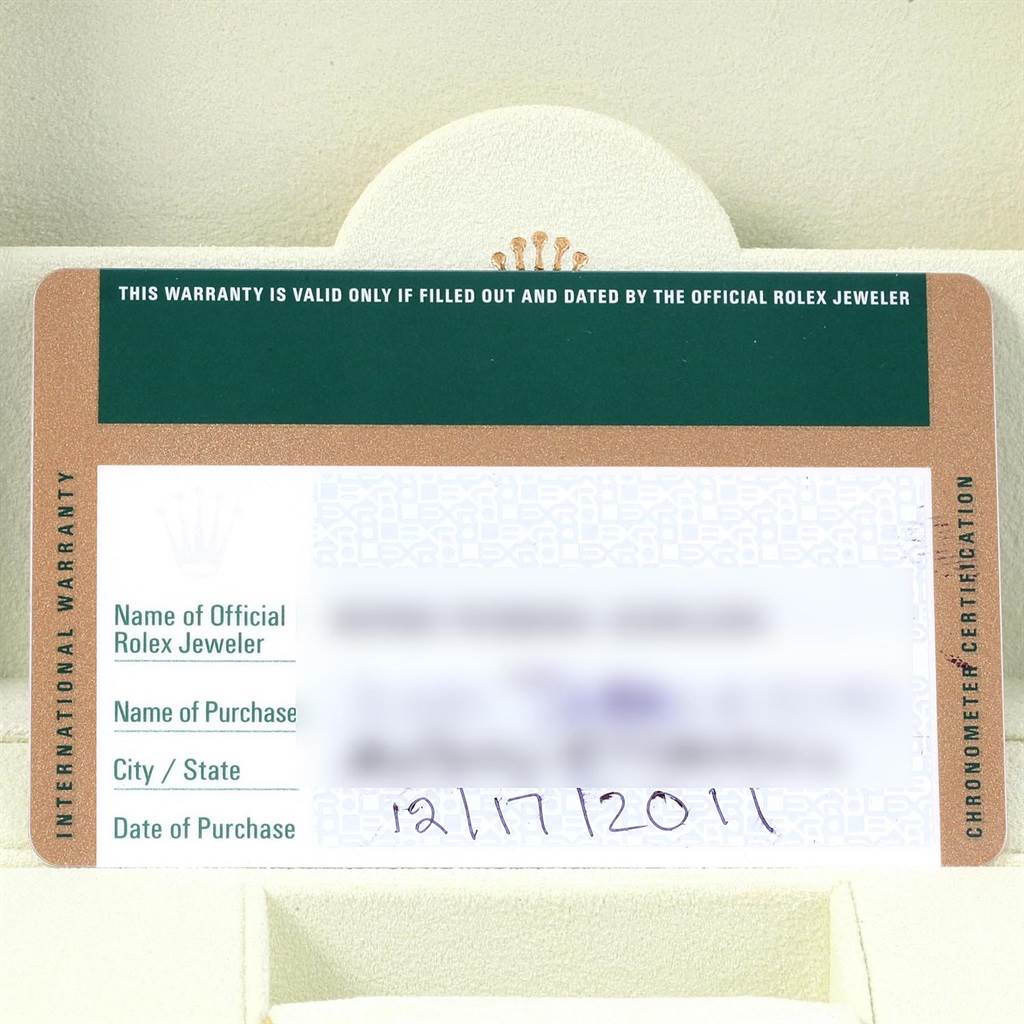 THIS WARRANTY IS VALID ONLY IF FILLED OUT AND DATED BY THE OFFICIAL ROLEX JEWELER
INTERNATIONAL WARRANTY
Name of Official
Rolex Jeweler
Name of Purchase
City / State
Date of Purchase 12/17/2011
CHRONOMETER CERTIFICATION